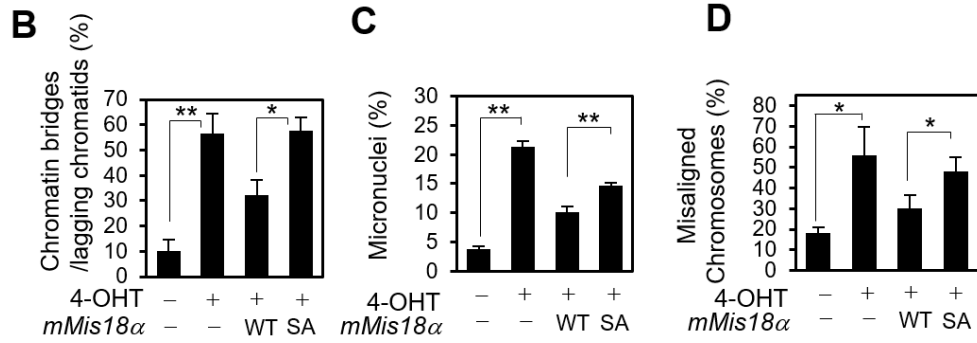 B
Chromatin bridges
/lagging chromatids (%)
70
60
50
40
30
20
10
0
**
*
4-OHT − + + +
mMis18α − − WT SA
C
Micronuclei (%)
30
25
20
15
10
5
0
**
**
4-OHT − + + +
mMis18α − − WT SA
D
Misaligned
Chromosomes (%)
80
70
60
50
40
30
20
10
0
*
*
4-OHT − + + +
mMis18α − − WT SA